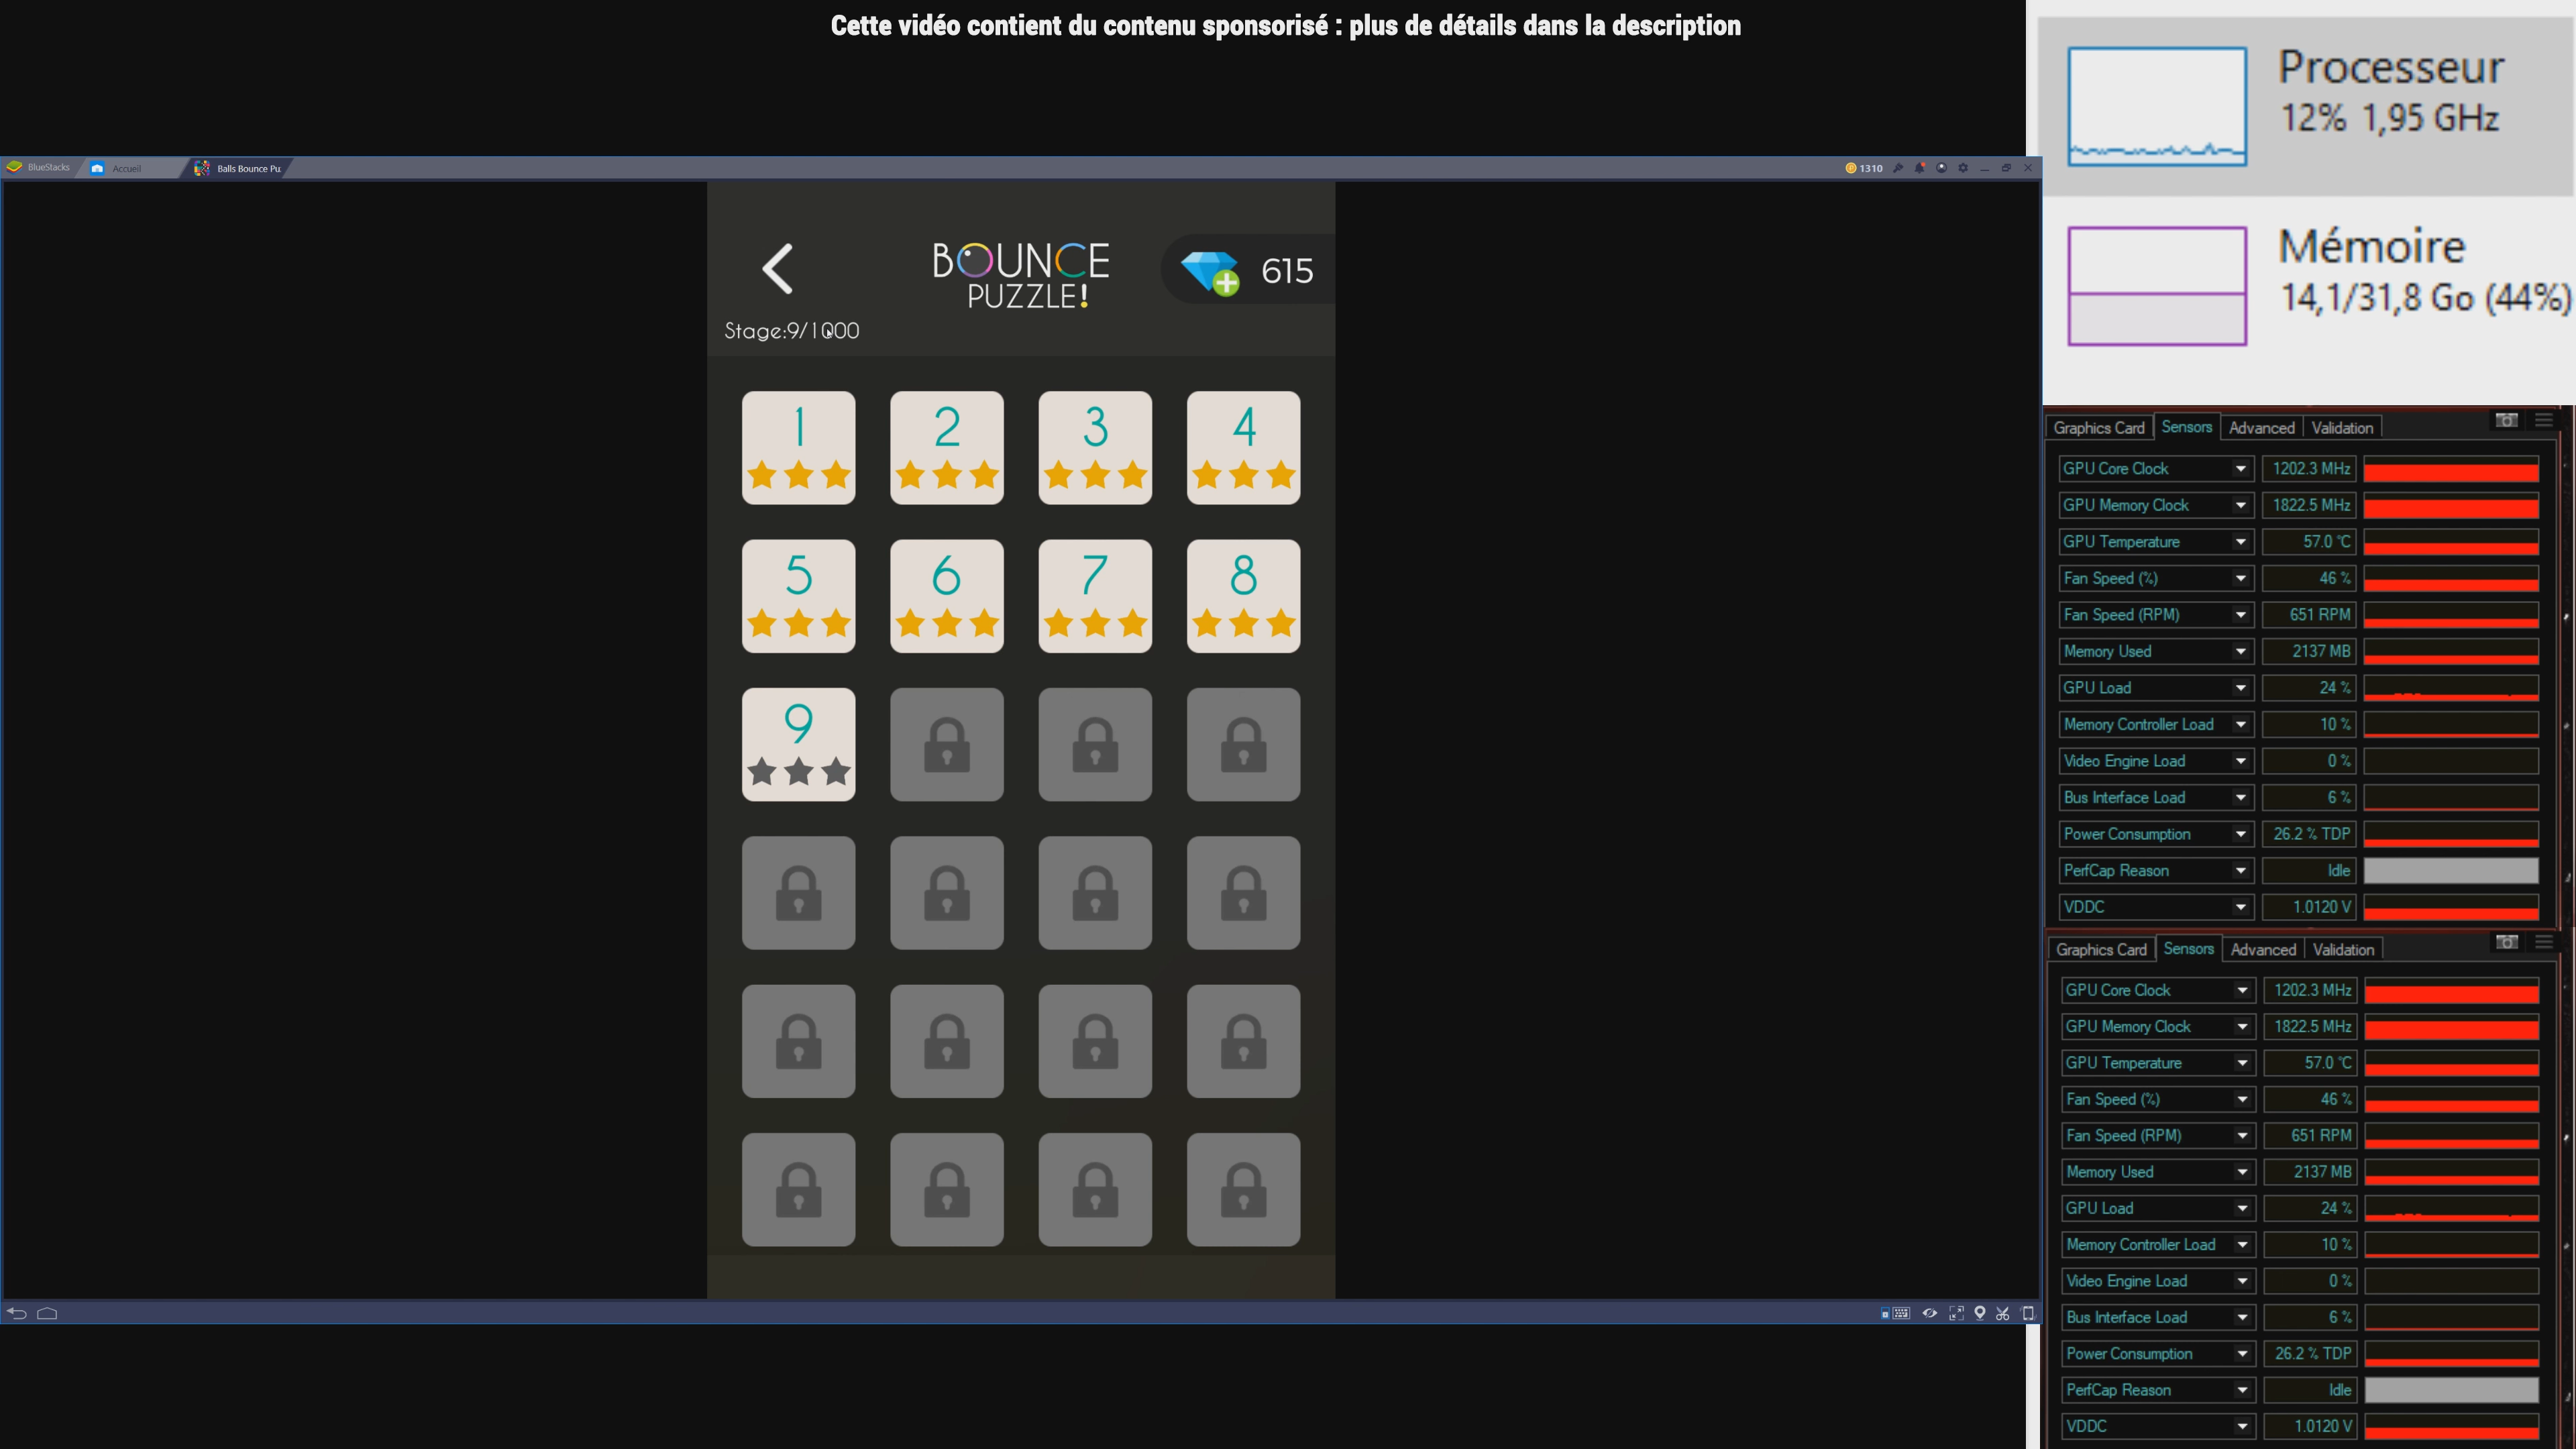 Cette vidéo contient du contenu sponsorisé : plus de détails dans la description
Processeur
12% 1,95 GHz
Mémoire
14,1/31,8 Go (44%)
BlueStacks
Accueil
Balls Bounce Pu
1310
BOUNCE
PUZZLE!
615
Stage:9/1000
1
2
3
4
5
6
7
8
9
Graphics Card
Sensors
Advanced
Validation
GPU Core Clock 1202.3 MHz
GPU Memory Clock 1822.5 MHz
GPU Temperature 57.0 °C
Fan Speed (%) 46 %
Fan Speed (RPM) 651 RPM
Memory Used 2137 MB
GPU Load 24 %
Memory Controller Load 10 %
Video Engine Load 0 %
Bus Interface Load 6 %
Power Consumption 26.2 % TDP
PerfCap Reason Idle
VDDC 1.0120 V
Graphics Card
Sensors
Advanced
Validation
GPU Core Clock 1202.3 MHz
GPU Memory Clock 1822.5 MHz
GPU Temperature 57.0 °C
Fan Speed (%) 46 %
Fan Speed (RPM) 651 RPM
Memory Used 2137 MB
GPU Load 24 %
Memory Controller Load 10 %
Video Engine Load 0 %
Bus Interface Load 6 %
Power Consumption 26.2 % TDP
PerfCap Reason Idle
VDDC 1.0120 V